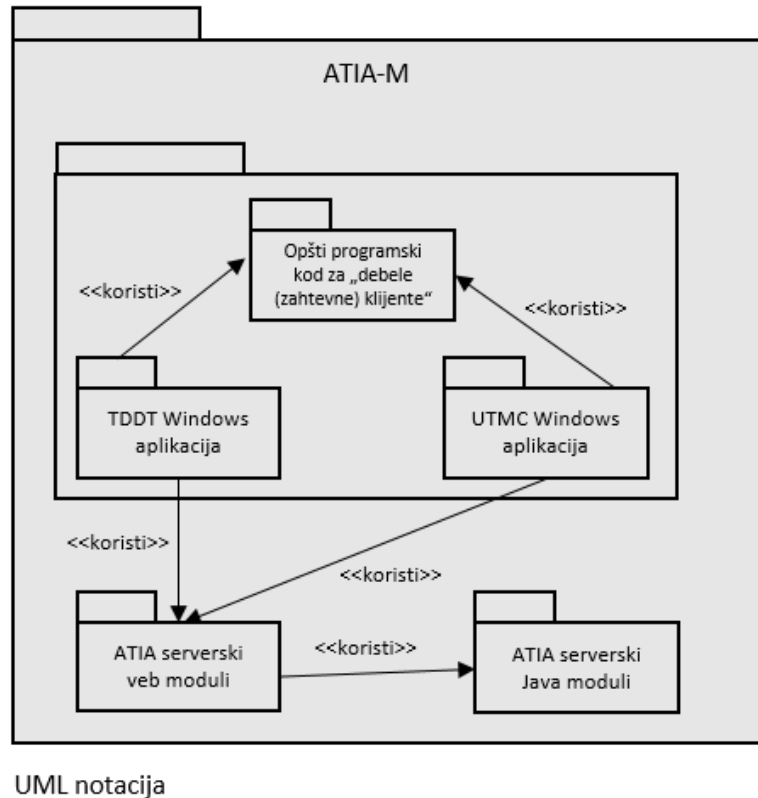 ATIA-M
Opšti programski
kod za „debele
(zahtevne) klijente“
<<koristi>>
<<koristi>>
TDDT Windows
aplikacija
UTMC Windows
aplikacija
<<koristi>>
<<koristi>>
ATIA serverski
veb moduli
<<koristi>>
ATIA serverski
Java moduli
UML notacija